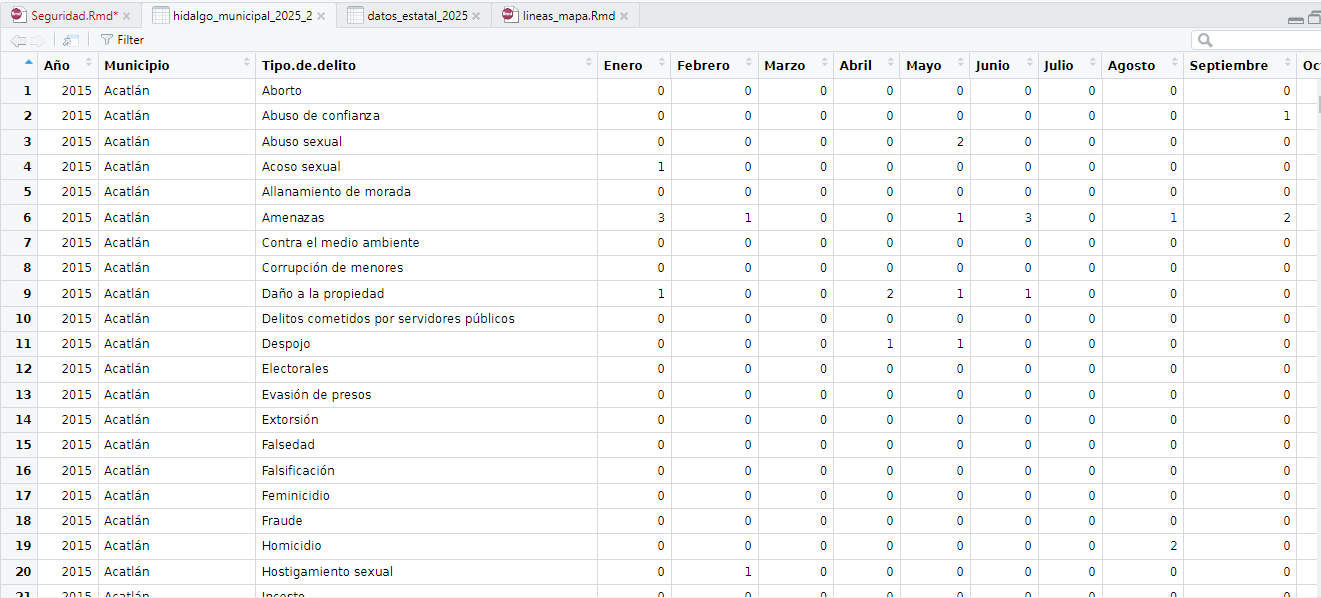 Seguridad.Rmd* hidalgo_municipal_2025_2 datos_estatal_2025 lineas_mapa.Rmd
Filter
Año Municipio Tipo.de.delito Enero Febrero Marzo Abril Mayo Junio Julio Agosto Septiembre Oc
1 2015 Acatlán Aborto 0 0 0 0 0 0 0 0 0
2 2015 Acatlán Abuso de confianza 0 0 0 0 0 0 0 0 1
3 2015 Acatlán Abuso sexual 0 0 0 0 2 0 0 0 0
4 2015 Acatlán Acoso sexual 1 0 0 0 0 0 0 0 0
5 2015 Acatlán Allanamiento de morada 0 0 0 0 0 0 0 0 0
6 2015 Acatlán Amenazas 3 1 0 0 1 3 0 1 2
7 2015 Acatlán Contra el medio ambiente 0 0 0 0 0 0 0 0 0
8 2015 Acatlán Corrupción de menores 0 0 0 0 0 0 0 0 0
9 2015 Acatlán Daño a la propiedad 1 0 0 2 1 1 0 0 0
10 2015 Acatlán Delitos cometidos por servidores públicos 0 0 0 0 0 0 0 0 0
11 2015 Acatlán Despojo 0 0 0 1 1 0 0 0 0
12 2015 Acatlán Electorales 0 0 0 0 0 0 0 0 0
13 2015 Acatlán Evasión de presos 0 0 0 0 0 0 0 0 0
14 2015 Acatlán Extorsión 0 0 0 0 0 0 0 0 0
15 2015 Acatlán Falsedad 0 0 0 0 0 0 0 0 0
16 2015 Acatlán Falsificación 0 0 0 0 0 0 0 0 0
17 2015 Acatlán Feminicidio 0 0 0 0 0 0 0 0 0
18 2015 Acatlán Fraude 0 0 0 0 0 0 0 0 0
19 2015 Acatlán Homicidio 0 0 0 0 0 0 0 2 0
20 2015 Acatlán Hostigamiento sexual 0 1 0 0 0 0 0 0 0
21 2015 Acatlán Incesto 0 0 0 0 0 0 0 0 0